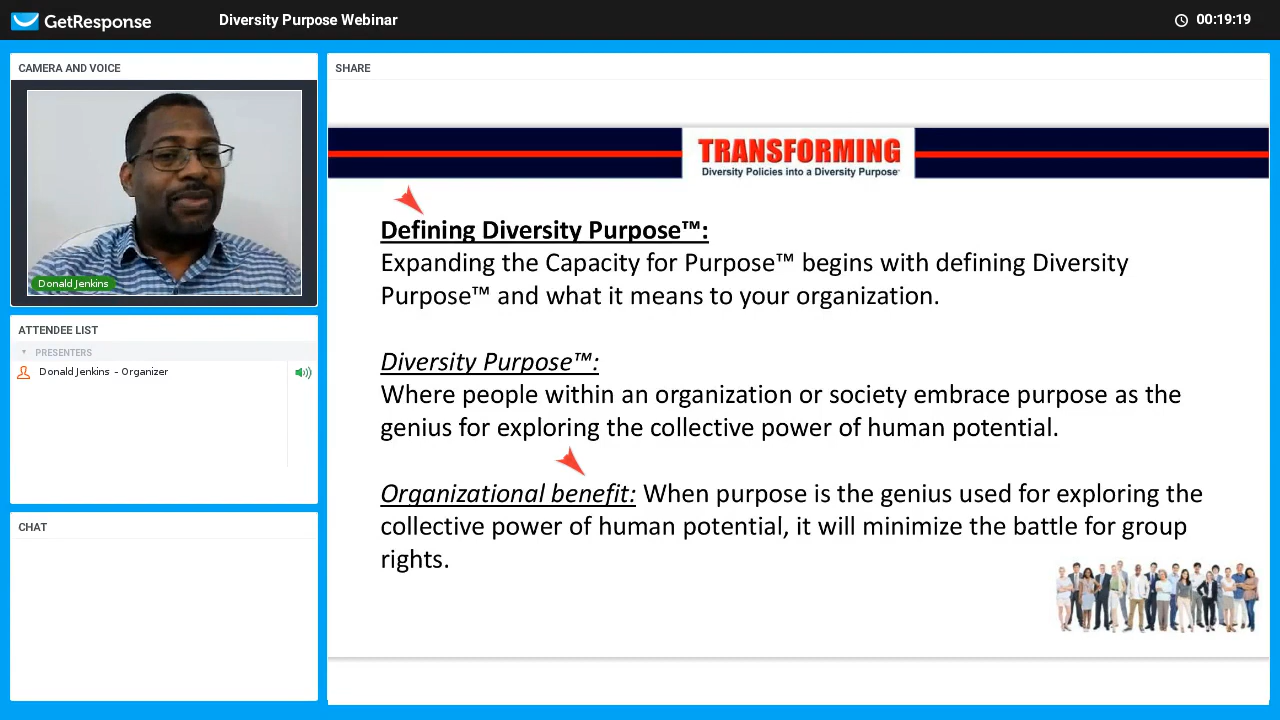 GetResponse
Diversity Purpose Webinar
00:19:19
CAMERA AND VOICE
Donald Jenkins
ATTENDEE LIST
PRESENTERS
Donald Jenkins - Organizer
CHAT
SHARE
TRANSFORMING
Diversity Policies into a Diversity Purpose™
Defining Diversity Purpose™:
Expanding the Capacity for Purpose™ begins with defining Diversity
Purpose™ and what it means to your organization.
Diversity Purpose™:
Where people within an organization or society embrace purpose as the
genius for exploring the collective power of human potential.
Organizational benefit: When purpose is the genius used for exploring the
collective power of human potential, it will minimize the battle for group
rights.